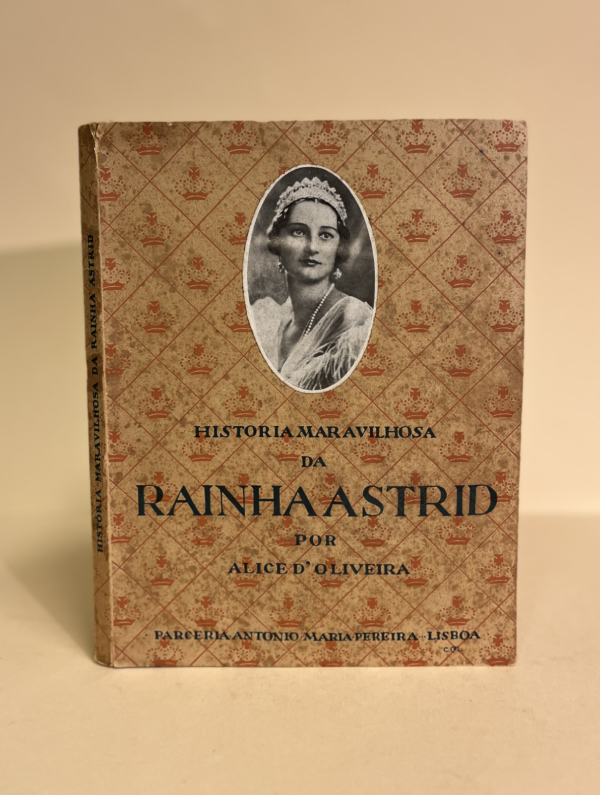 HISTORIA MARAVILHOSA DA RAINHA ASTRID
HISTORIA MARAVILHOSA
DA
RAINHA ASTRID
POR
ALICE D'OLIVEIRA
PARCERIA ANTONIO MARIA PEREIRA - LISBOA